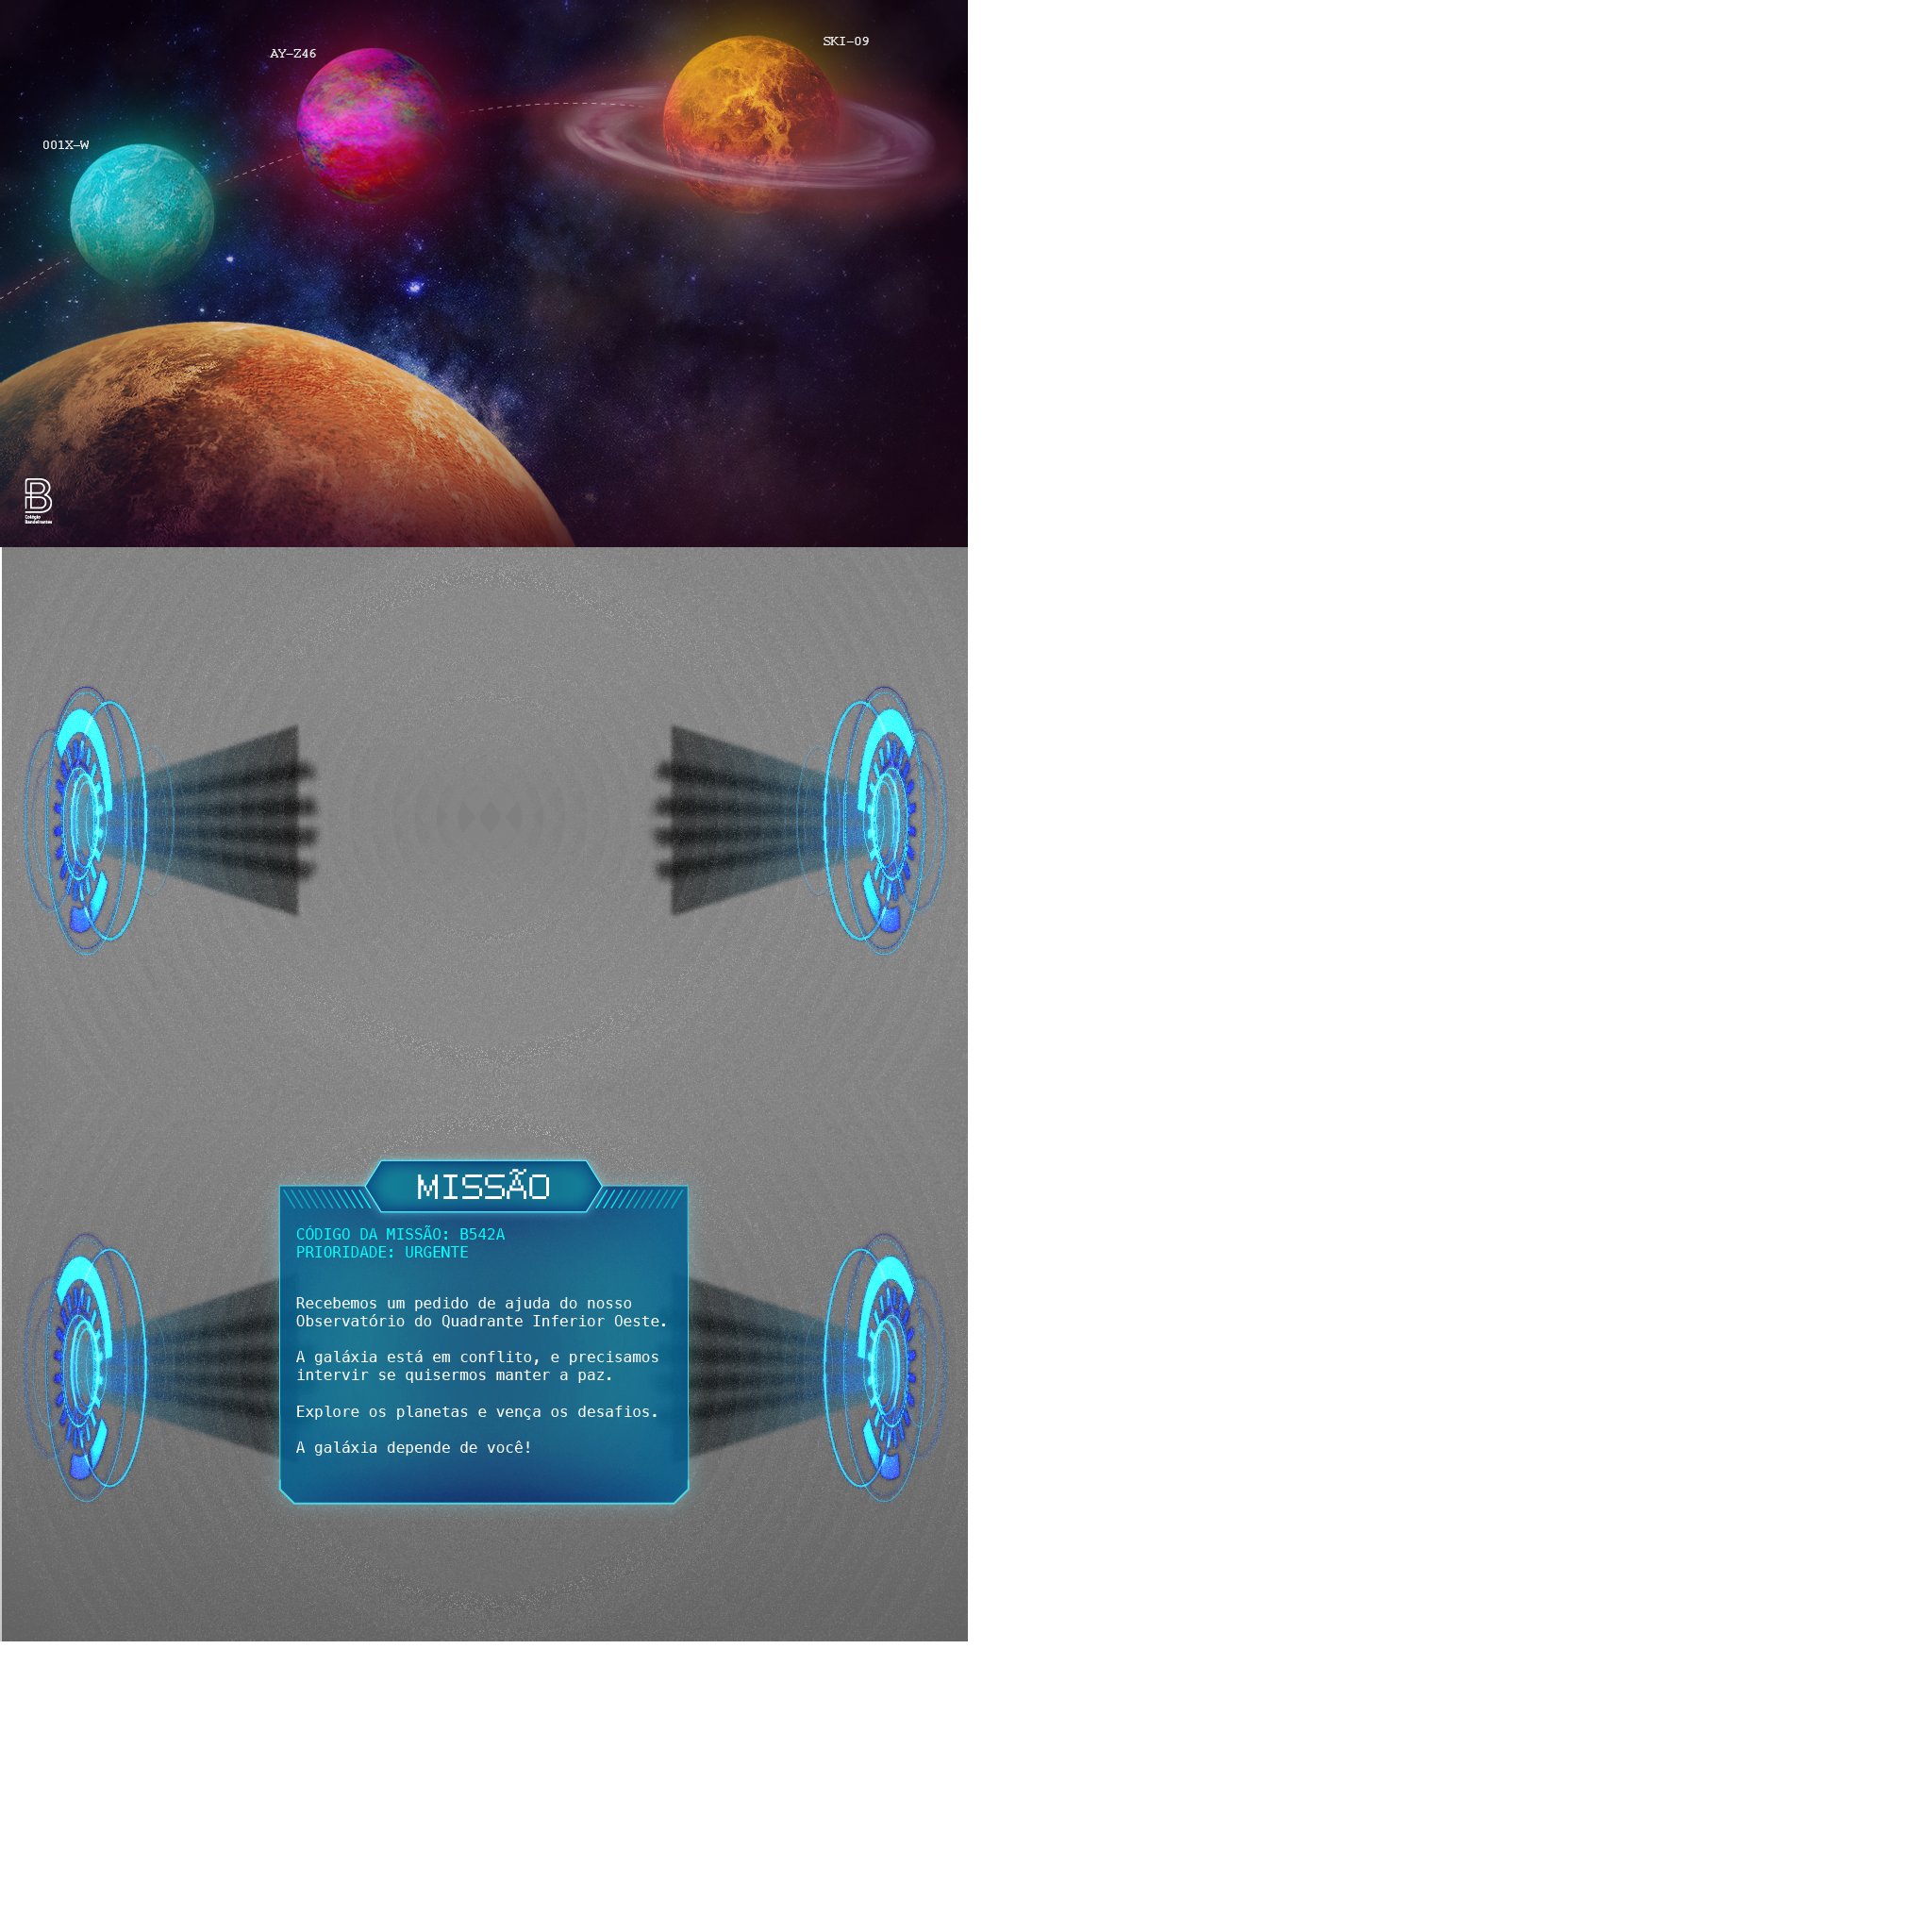 SKI-09
AY-Z46
001X-W
B
Colégio
Bandeirantes
MISSÃO
CÓDIGO DA MISSÃO: B542A
PRIORIDADE: URGENTE
Recebemos um pedido de ajuda do nosso
Observatório do Quadrante Inferior Oeste.
A galáxia está em conflito, e precisamos
intervir se quisermos manter a paz.
Explore os planetas e vença os desafios.
A galáxia depende de você!